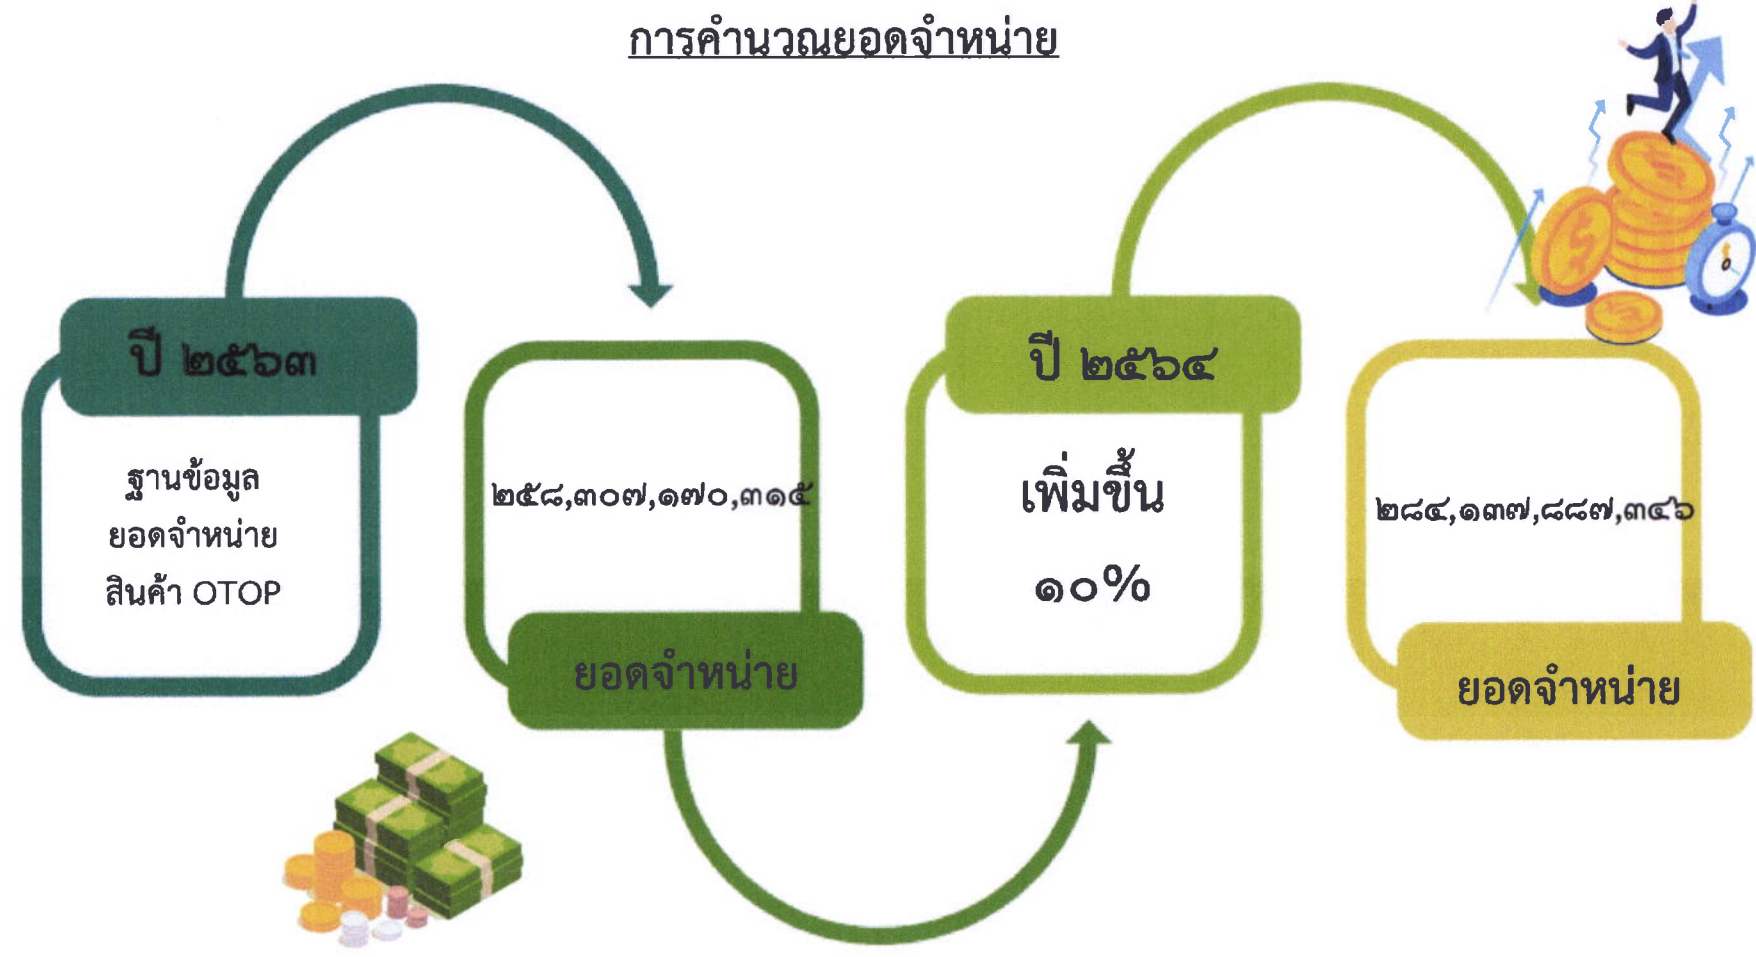 การคำนวณยอดจำหน่าย
ปี ๒๕๖๓
ฐานข้อมูล
ยอดจำหน่าย
สินค้า OTOP
๒๕๘,๓๐๗,๑๗๐,๓๑๕
ยอดจำหน่าย
ปี ๒๕๖๔
เพิ่มขึ้น
๑๐%
๒๘๔,๑๓๗,๘๘๗,๓๔๖
ยอดจำหน่าย